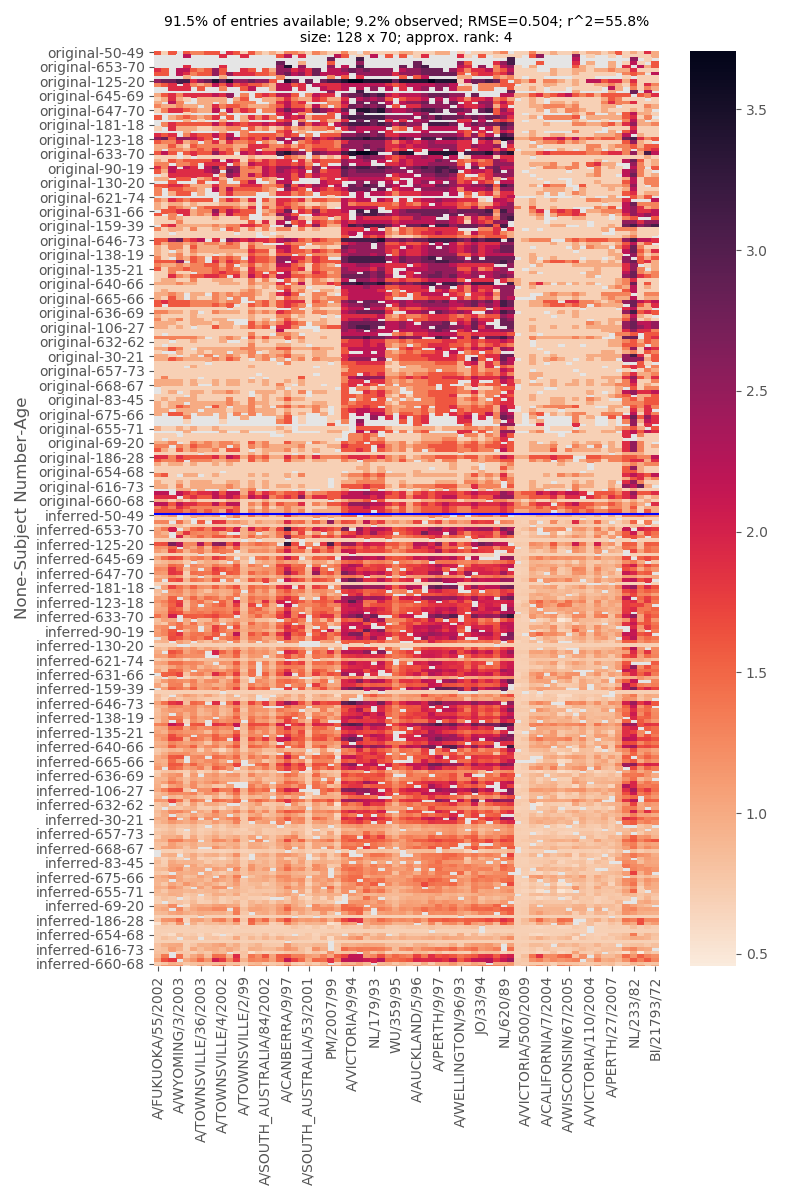 91.5% of entries available; 9.2% observed; RMSE=0.504; r^2=55.8%
size: 128 x 70; approx. rank: 4
None-Subject Number-Age
original-50-49
original-653-70
original-125-20
original-645-69
original-647-70
original-181-18
original-123-18
original-633-70
original-90-19
original-130-20
original-621-74
original-631-66
original-159-39
original-646-73
original-138-19
original-135-21
original-640-66
original-665-66
original-636-69
original-106-27
original-632-62
original-30-21
original-657-73
original-668-67
original-83-45
original-675-66
original-655-71
original-69-20
original-186-28
original-654-68
original-616-73
original-660-68
inferred-50-49
inferred-653-70
inferred-125-20
inferred-645-69
inferred-647-70
inferred-181-18
inferred-123-18
inferred-633-70
inferred-90-19
inferred-130-20
inferred-621-74
inferred-631-66
inferred-159-39
inferred-646-73
inferred-138-19
inferred-135-21
inferred-640-66
inferred-665-66
inferred-636-69
inferred-106-27
inferred-632-62
inferred-30-21
inferred-657-73
inferred-668-67
inferred-83-45
inferred-675-66
inferred-655-71
inferred-69-20
inferred-186-28
inferred-654-68
inferred-616-73
inferred-660-68
A/FUKUOKA/55/2002
A/WYOMING/3/2003
A/TOWNSVILLE/36/2003
A/TOWNSVILLE/4/2002
A/TOWNSVILLE/2/99
A/SOUTH_AUSTRALIA/84/2002
A/CANBERRA/9/97
A/SOUTH_AUSTRALIA/53/2001
PM/2007/99
A/VICTORIA/9/94
NL/179/93
WU/359/95
A/AUCKLAND/5/96
A/PERTH/9/97
A/WELLINGTON/96/93
JO/33/94
NL/620/89
A/VICTORIA/500/2009
A/CALIFORNIA/7/2004
A/WISCONSIN/67/2005
A/VICTORIA/110/2004
A/PERTH/27/2007
NL/233/82
BI/21793/72
3.5
3.0
2.5
2.0
1.5
1.0
0.5